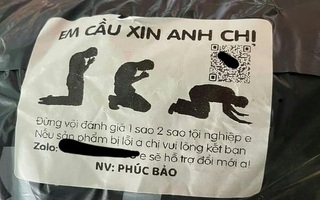 EM CẦU XIN ANH CHỊ
Đừng vội đánh giá 1 sao 2 sao tội nghiệp e
Nếu sản phẩm bị lỗi a chi vui lòng kết ban
Zalo: e sẽ hỗ trợ đổi mới ạ!
NV: PHÚC BẢO